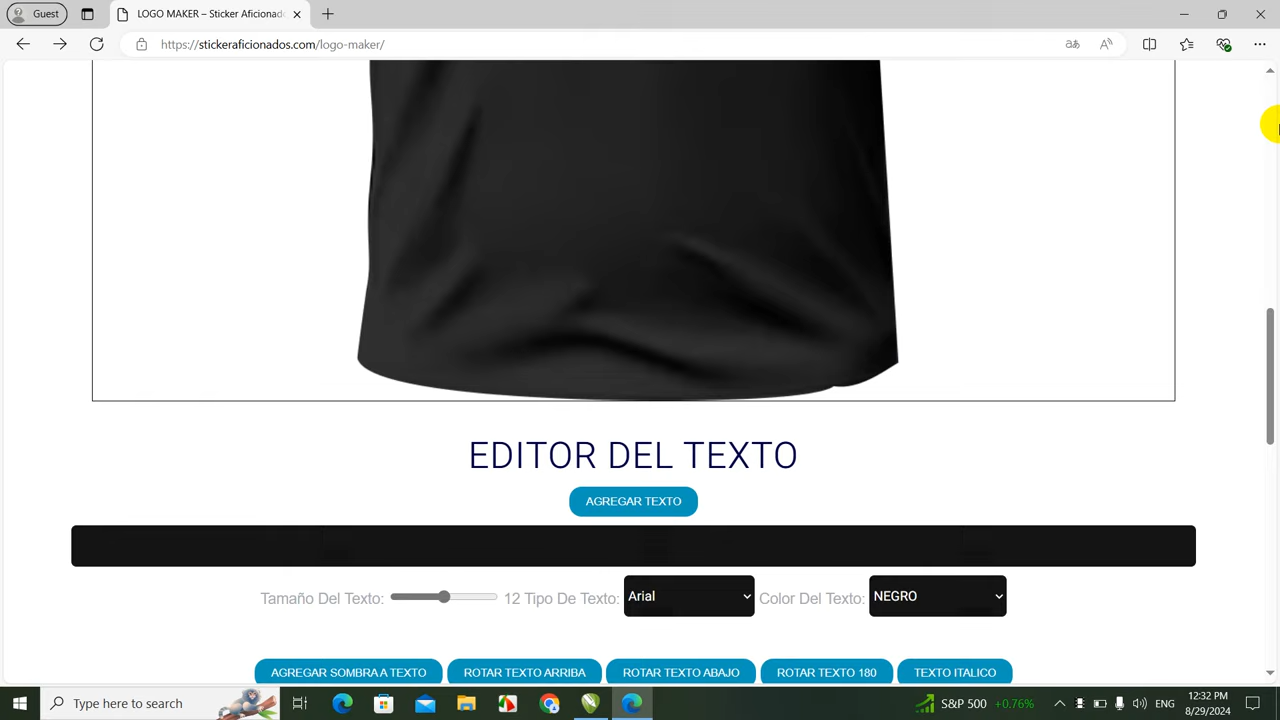 Guest
LOGO MAKER – Sticker Aficionado
https://stickeraficionados.com/logo-maker/
EDITOR DEL TEXTO
AGREGAR TEXTO
Tamaño Del Texto: 12 Tipo De Texto: Arial Color Del Texto: NEGRO
AGREGAR SOMBRA A TEXTO ROTAR TEXTO ARRIBA ROTAR TEXTO ABAJO ROTAR TEXTO 180 TEXTO ITALICO
Type here to search
S&P 500 +0.76%
ENG
12:32 PM
8/29/2024